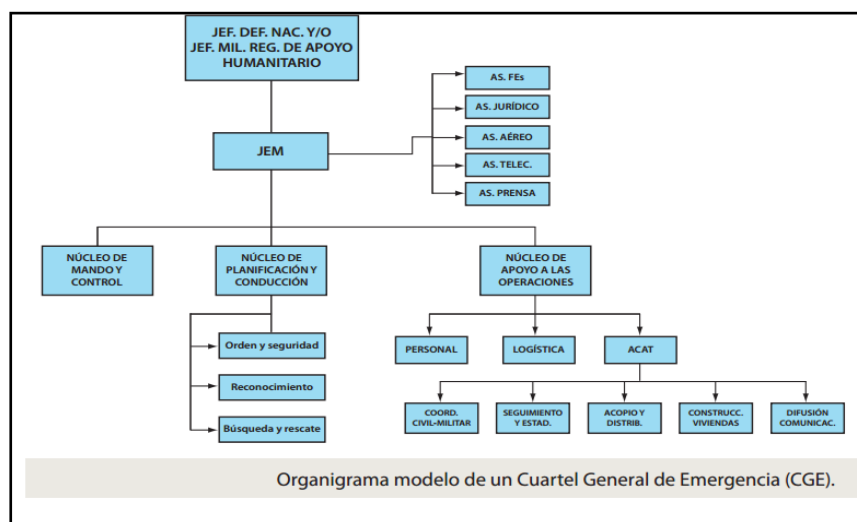 JEF. DEF. NAC. Y/O
JEF. MIL. REG. DE APOYO
HUMANITARIO
AS. FEs
AS. JURÍDICO
JEM
AS. AÉREO
AS. TELEC.
AS. PRENSA
NÚCLEO DE
MANDO Y
CONTROL
NÚCLEO DE
PLANIFICACIÓN Y
CONDUCCIÓN
NÚCLEO DE
APOYO A LAS
OPERACIONES
Orden y seguridad
Reconocimiento
Búsqueda y rescate
PERSONAL
LOGÍSTICA
ACAT
COORD.
CIVIL-MILITAR
SEGUIMIENTO
Y ESTAD.
ACOPIO Y
DISTRIB.
CONSTRUCC.
VIVIENDAS
DIFUSIÓN
COMUNICAC.
Organigrama modelo de un Cuartel General de Emergencia (CGE).